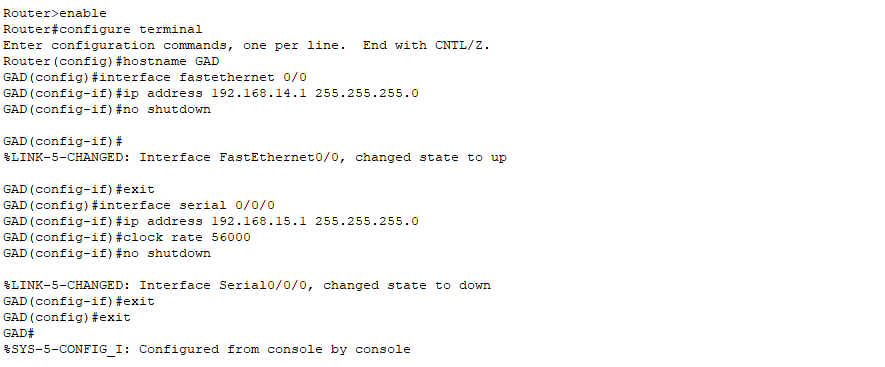 Router>enable
Router#configure terminal
Enter configuration commands, one per line.  End with CNTL/Z.
Router(config)#hostname GAD
GAD(config)#interface fastethernet 0/0
GAD(config-if)#ip address 192.168.14.1 255.255.255.0
GAD(config-if)#no shutdown

GAD(config-if)#
%LINK-5-CHANGED: Interface FastEthernet0/0, changed state to up

GAD(config-if)#exit
GAD(config)#interface serial 0/0/0
GAD(config-if)#ip address 192.168.15.1 255.255.255.0
GAD(config-if)#clock rate 56000
GAD(config-if)#no shutdown

%LINK-5-CHANGED: Interface Serial0/0/0, changed state to down
GAD(config-if)#exit
GAD(config)#exit
GAD#
%SYS-5-CONFIG_I: Configured from console by console